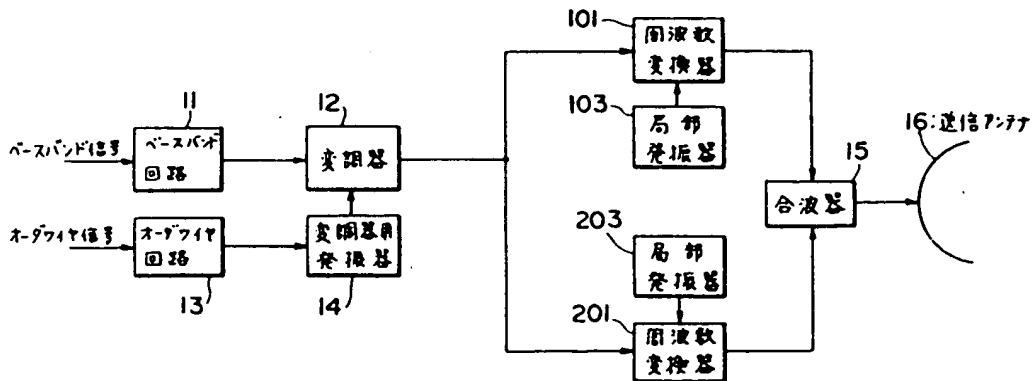 101
周波数
変換器
103
局部
発振器
16:送信アンテナ
11
12
ベースバンド信号
ベースバンド
回路
変調器
15
合波器
オーダワイヤ信号
オーダワイヤ
回路
変調器用
発振器
13
14
203
局部
発振器
201
周波数
変換器